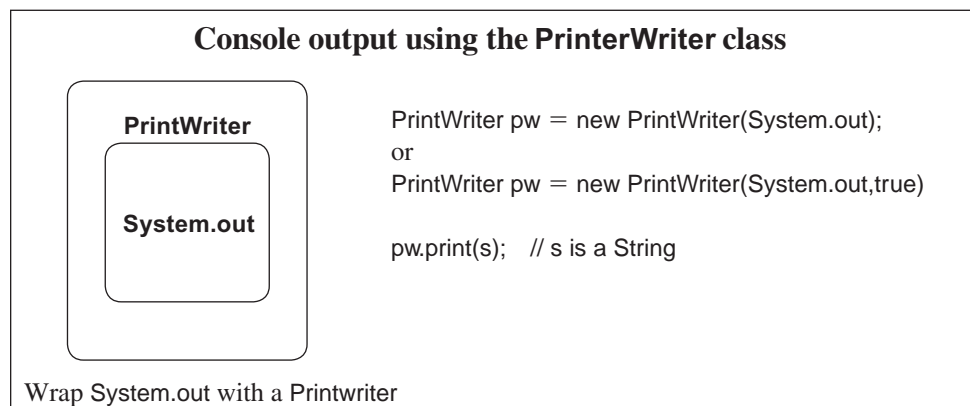 Console output using the PrinterWriter class
PrintWriter
System.out
PrintWriter pw = new PrintWriter(System.out);
or
PrintWriter pw = new PrintWriter(System.out,true)
pw.print(s);   // s is a String
Wrap System.out with a Printwriter